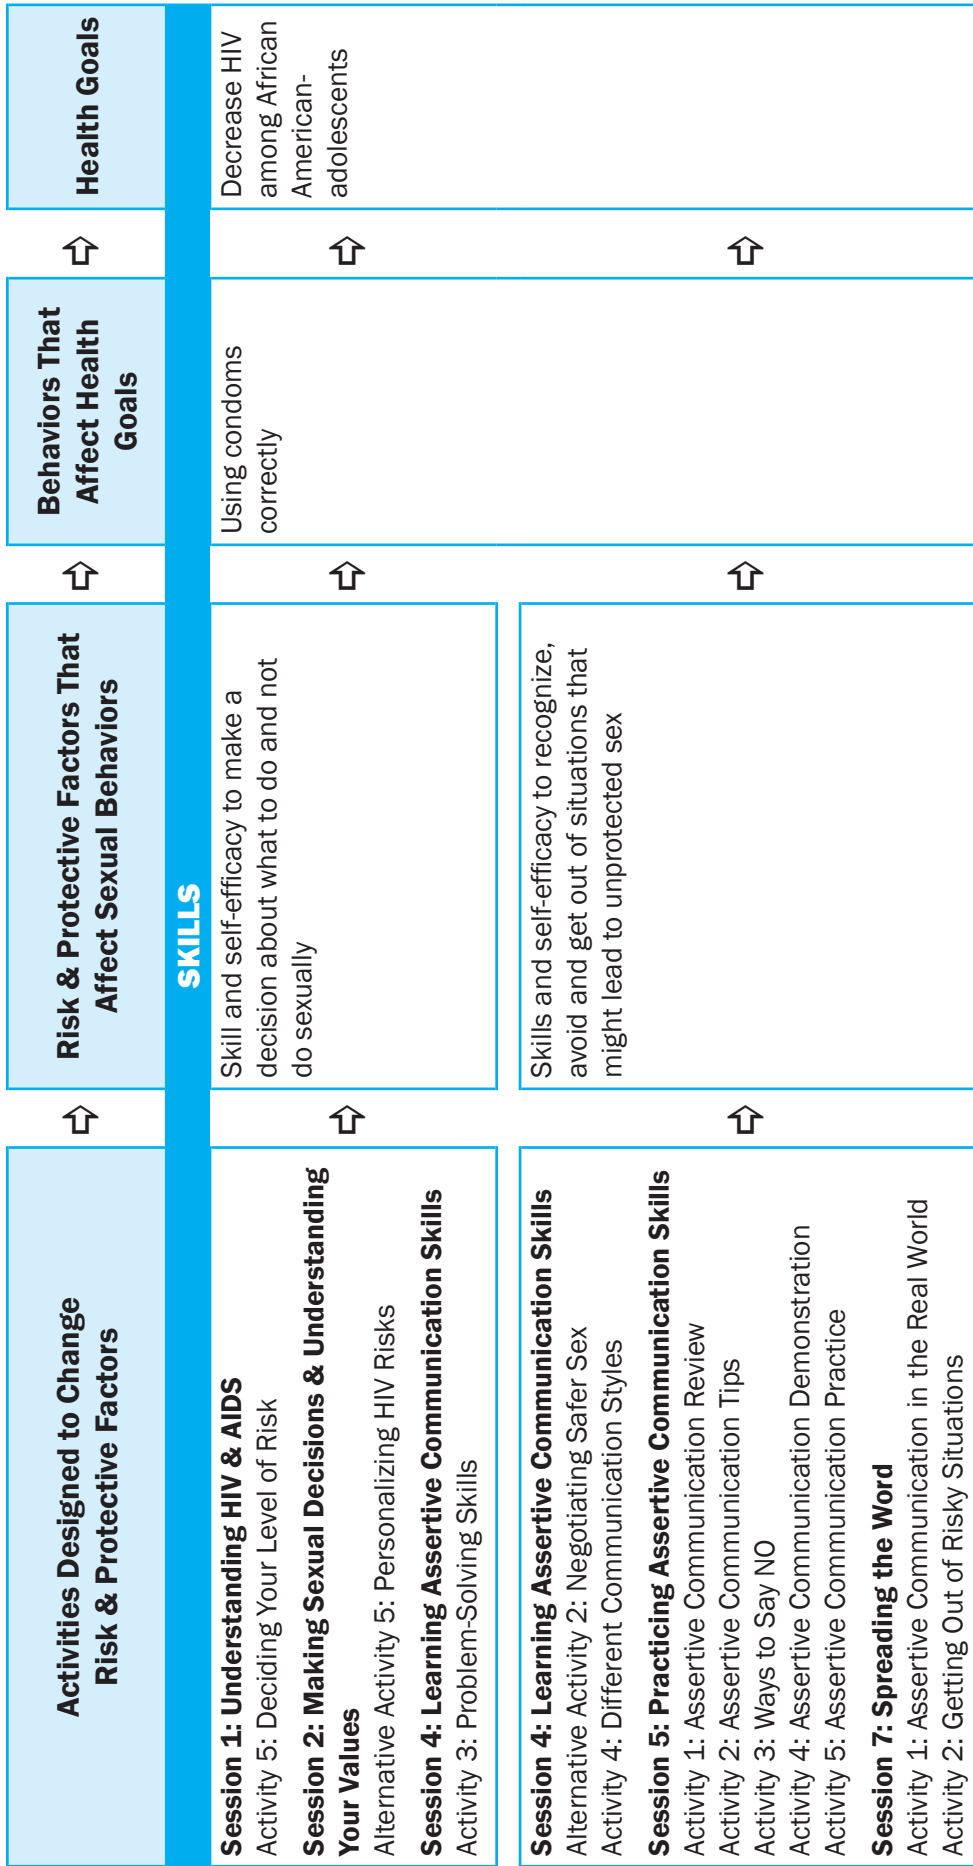 Activities Designed to Change
Risk & Protective Factors
Risk & Protective Factors That
Affect Sexual Behaviors
Behaviors That
Affect Health
Goals
Health Goals
SKILLS
Session 1: Understanding HIV & AIDS
Activity 5: Deciding Your Level of Risk
Session 2: Making Sexual Decisions & Understanding
Your Values
Alternative Activity 5: Personalizing HIV Risks
Session 4: Learning Assertive Communication Skills
Activity 3: Problem-Solving Skills
Skill and self-efficacy to make a
decision about what to do and not
do sexually
Using condoms
correctly
Decrease HIV
among African
American-
adolescents
Session 4: Learning Assertive Communication Skills
Alternative Activity 2: Negotiating Safer Sex
Activity 4: Different Communication Styles
Session 5: Practicing Assertive Communication Skills
Activity 1: Assertive Communication Review
Activity 2: Assertive Communication Tips
Activity 3: Ways to Say NO
Activity 4: Assertive Communication Demonstration
Activity 5: Assertive Communication Practice
Session 7: Spreading the Word
Activity 1: Assertive Communication in the Real World
Activity 2: Getting Out of Risky Situations
Skills and self-efficacy to recognize,
avoid and get out of situations that
might lead to unprotected sex